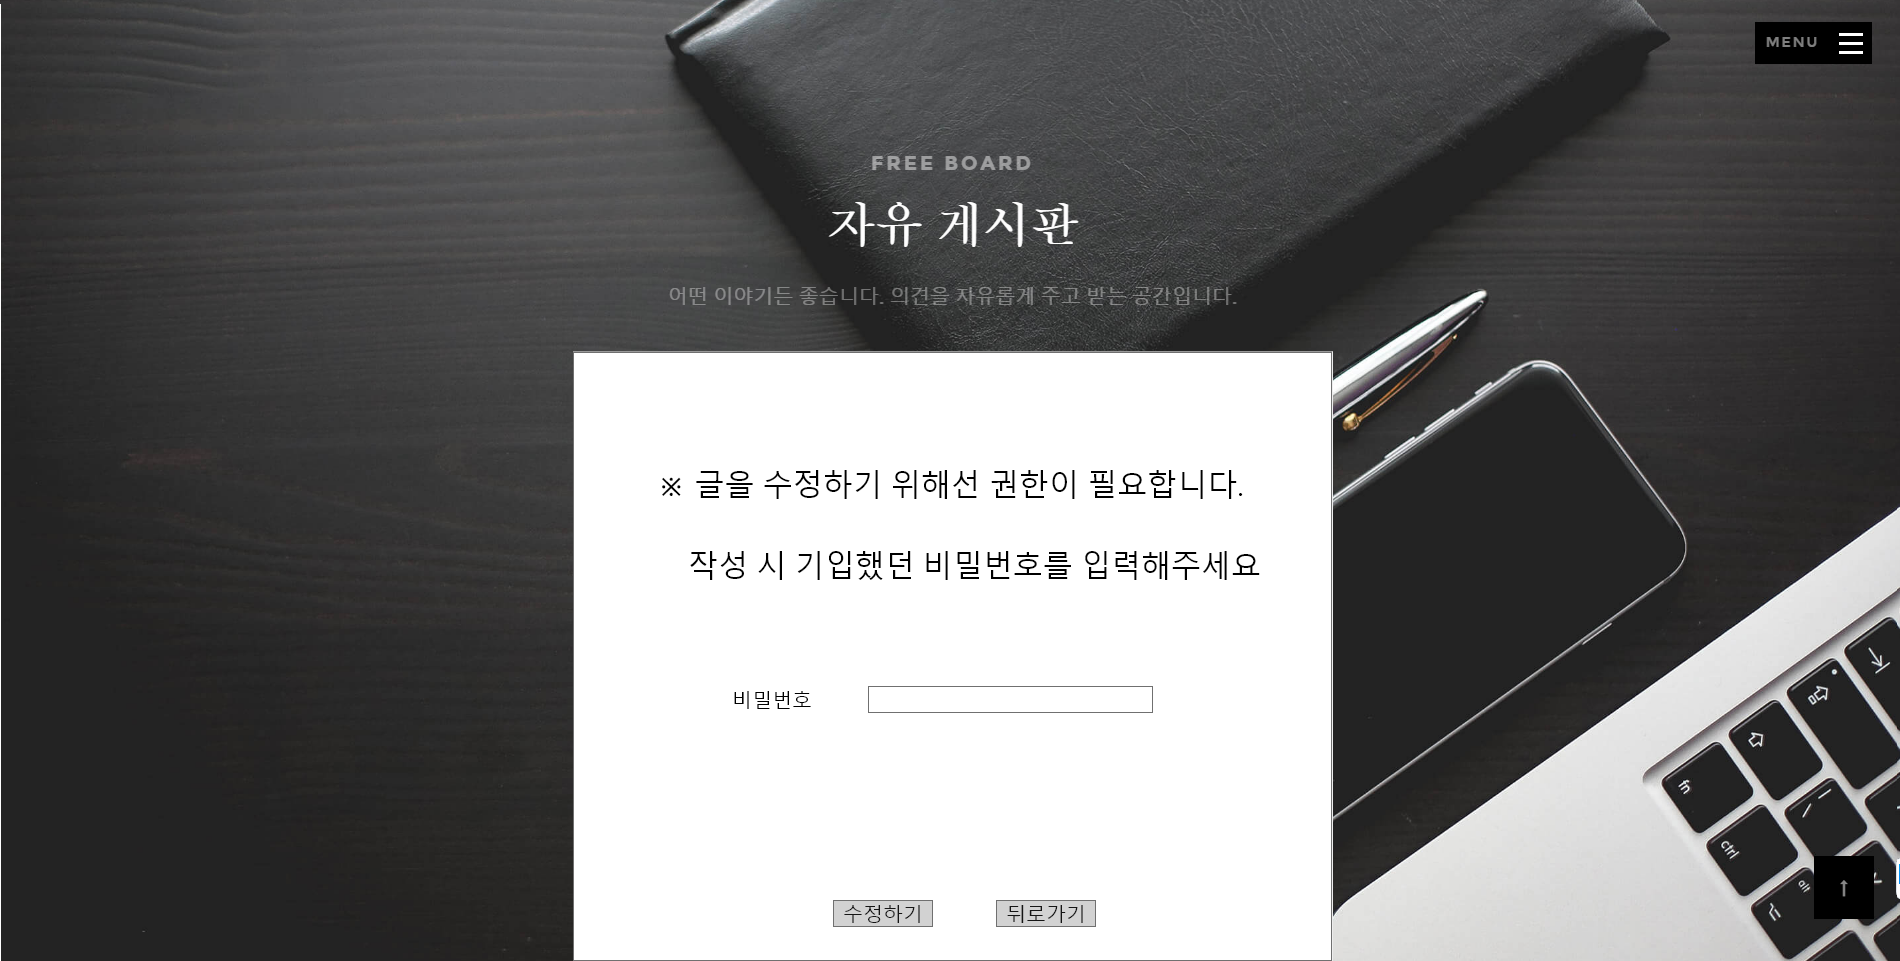 MENU
FREE BOARD
자유 게시판
어떤 이야기든 좋습니다. 의견을 자유롭게 주고 받는 공간입니다.
※ 글을 수정하기 위해선 권한이 필요합니다.
작성 시 기입했던 비밀번호를 입력해주세요
비밀번호
수정하기 뒤로가기